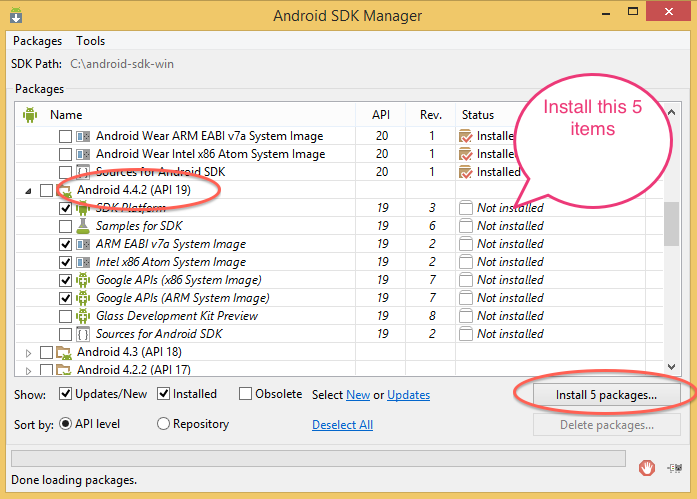 Android SDK Manager
Packages Tools
SDK Path: C:\android-sdk-win
Packages
Name API Rev. Status
Android Wear ARM EABI v7a System Image 20 1 Installed
Android Wear Intel x86 Atom System Image 20 1 Installed
Sources for Android SDK 20 1 Installed
Install this 5
items
Android 4.4.2 (API 19)
SDK Platform 19 3 Not installed
Samples for SDK 19 6 Not installed
ARM EABI v7a System Image 19 2 Not installed
Intel x86 Atom System Image 19 2 Not installed
Google APIs (x86 System Image) 19 7 Not installed
Google APIs (ARM System Image) 19 7 Not installed
Glass Development Kit Preview 19 8 Not installed
Sources for Android SDK 19 2 Not installed
Android 4.3 (API 18)
Android 4.2.2 (API 17)
Show: Updates/New Installed Obsolete Select New or Updates Install 5 packages...
Sort by: API level Repository Deselect All Delete packages...
Done loading packages.